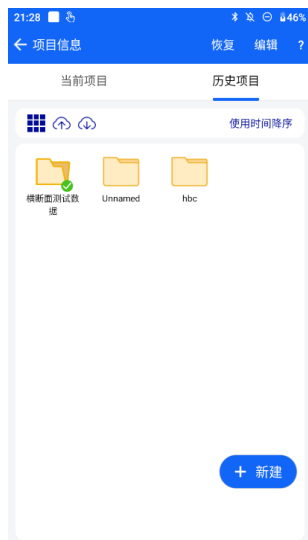 21:28 46%
项目信息 恢复 编辑 ?
当前项目 历史项目
使用时间降序
横断面测试数
据
Unnamed
hbc
+ 新建